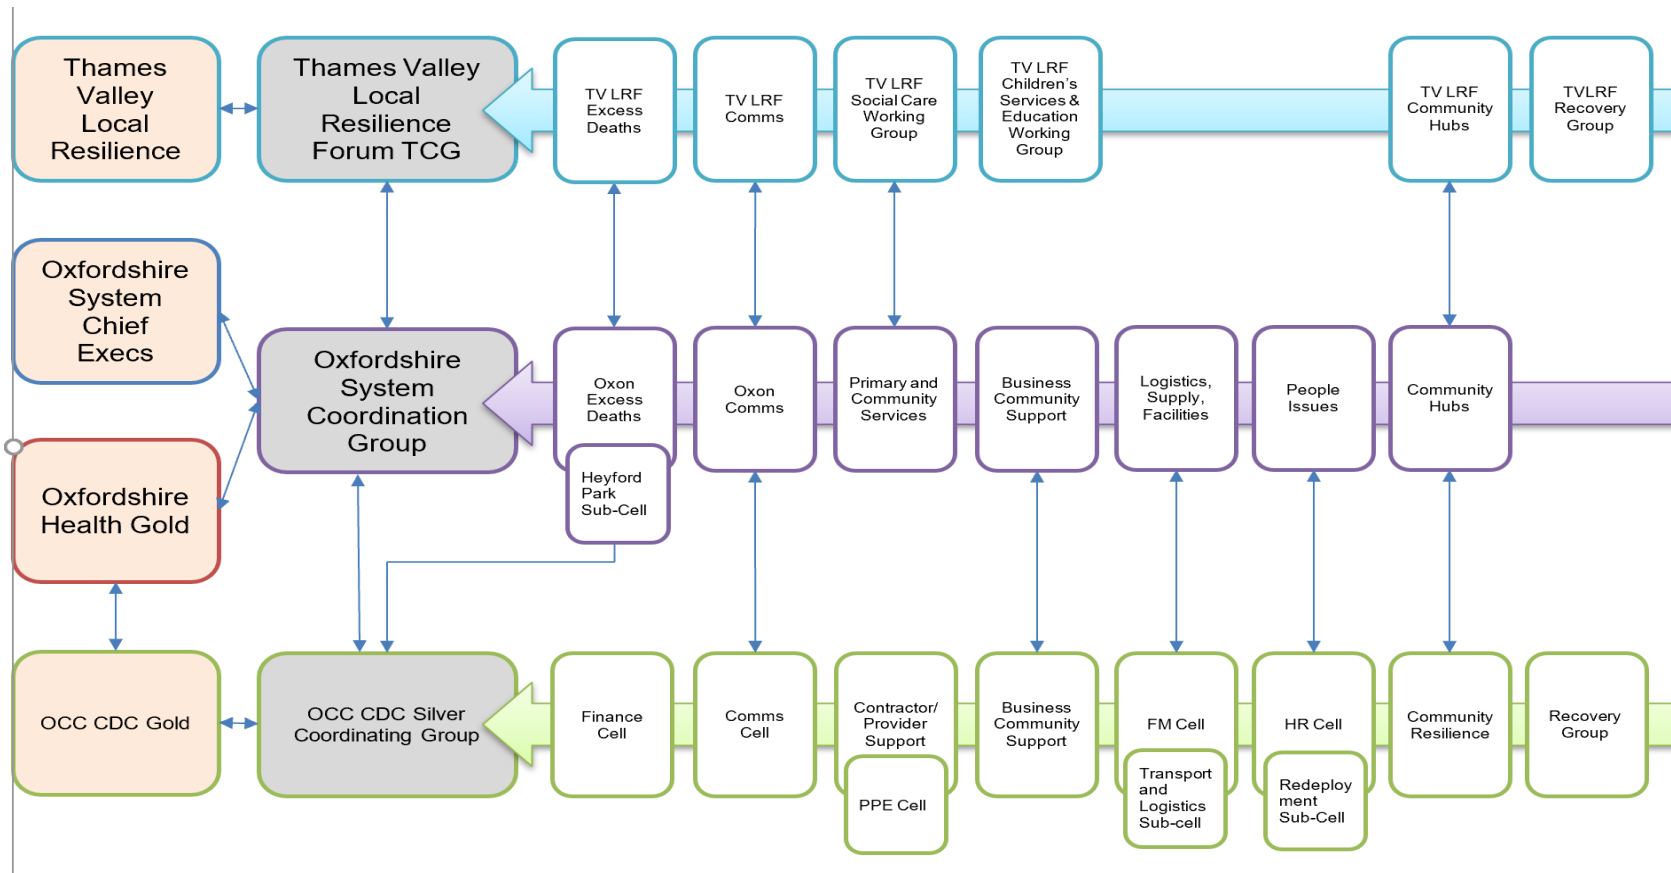 Thames
Valley
Local
Resilience
Thames Valley
Local
Resilience
Forum TCG
TV LRF
Excess
Deaths
TV LRF
Comms
TV LRF
Social Care
Working
Group
TV LRF
Children's
Services &
Education
Working
Group
TV LRF
Community
Hubs
TVLRF
Recovery
Group
Oxfordshire
System
Chief
Execs
Oxfordshire
System
Coordination
Group
Oxon
Excess
Deaths
Oxon
Comms
Primary and
Community
Services
Business
Community
Support
Logistics,
Supply,
Facilities
People
Issues
Community
Hubs
Heyford
Park
Sub-Cell
Oxfordshire
Health Gold
OCC CDC Gold
OCC CDC Silver
Coordinating Group
Finance
Cell
Comms
Cell
Contractor/
Provider
Support
PPE Cell
Business
Community
Support
FM Cell
Transport
and
Logistics
Sub-cell
HR Cell
Redeploy
ment
Sub-Cell
Community
Resilience
Recovery
Group